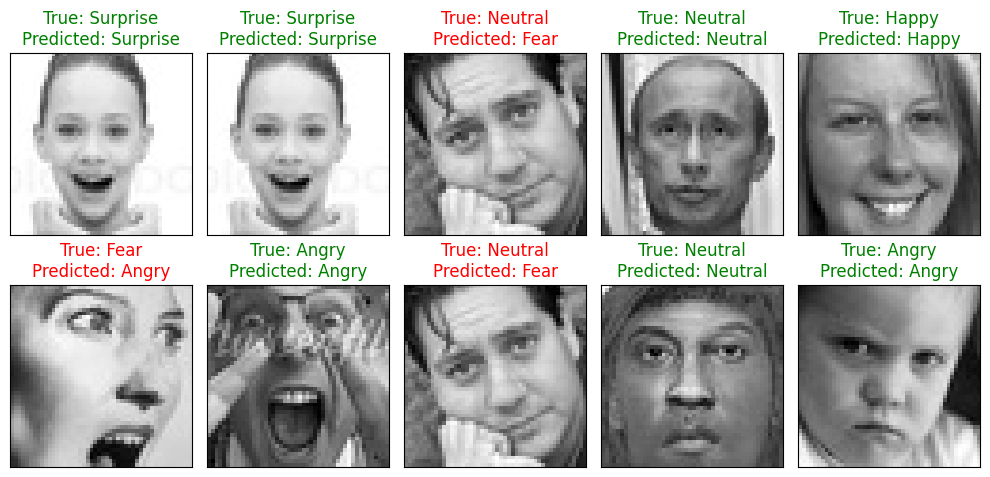 True: Surprise
Predicted: Surprise
True: Surprise
Predicted: Surprise
True: Neutral
Predicted: Fear
True: Neutral
Predicted: Neutral
True: Happy
Predicted: Happy
True: Fear
Predicted: Angry
True: Angry
Predicted: Angry
True: Neutral
Predicted: Fear
True: Neutral
Predicted: Neutral
True: Angry
Predicted: Angry